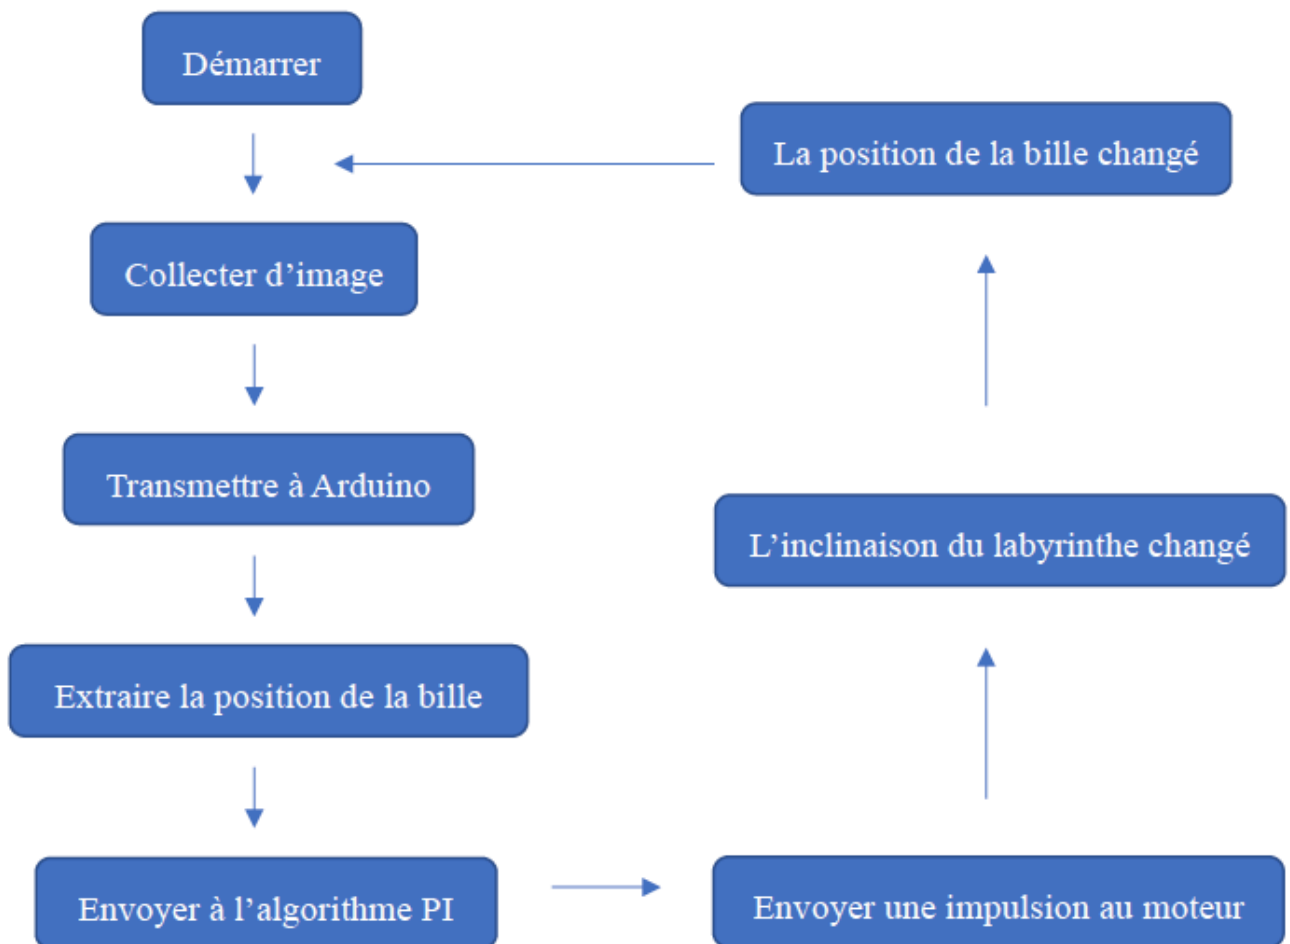 Démarrer
Collecter d’image
Transmettre à Arduino
Extraire la position de la bille
Envoyer à l’algorithme PI
Envoyer une impulsion au moteur
L’inclinaison du labyrinthe changé
La position de la bille changé